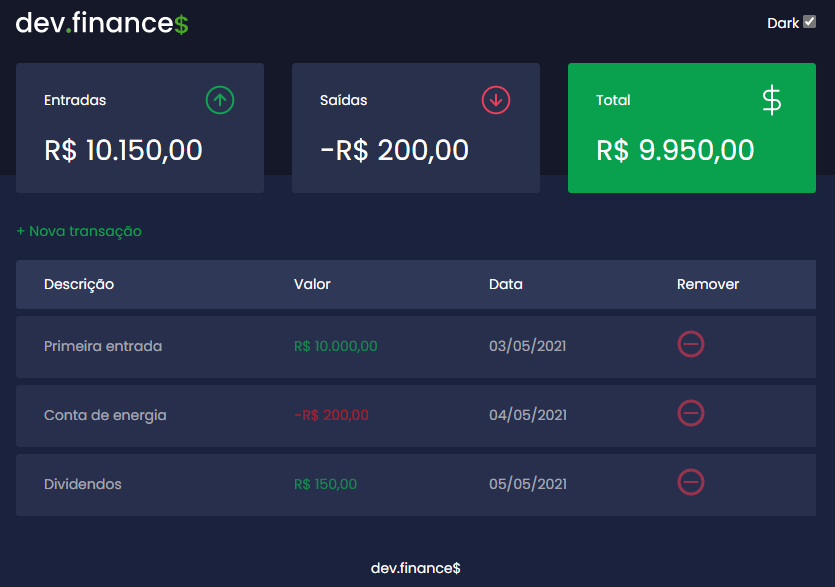 dev.finance$
Dark
Entradas
R$ 10.150,00
Saídas
-R$ 200,00
Total
$
R$ 9.950,00
+ Nova transação
Descrição Valor Data Remover
Primeira entrada R$ 10.000,00 03/05/2021
Conta de energia -R$ 200,00 04/05/2021
Dividendos R$ 150,00 05/05/2021
dev.finance$